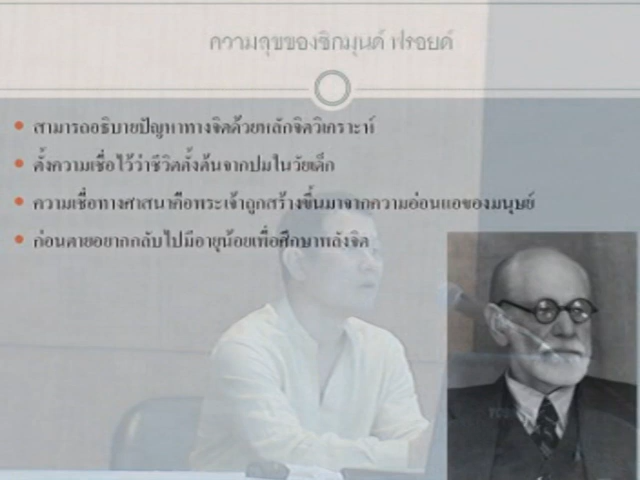 ความสุขของซิกมุนด์ ฟรอยด์
สามารถอธิบายปัญหาทางจิตด้วยหลักจิตวิเคราะห์
ตั้งความเชื่อไว้ว่าชีวิตตั้งต้นจากปมในวัยเด็ก
ความเชื่อทางศาสนาคือพระเจ้าถูกสร้างขึ้นมาจากความอ่อนแอของมนุษย์
ก่อนตายอยากกลับไปมีอายุน้อยเพื่อศึกษาพลังจิต